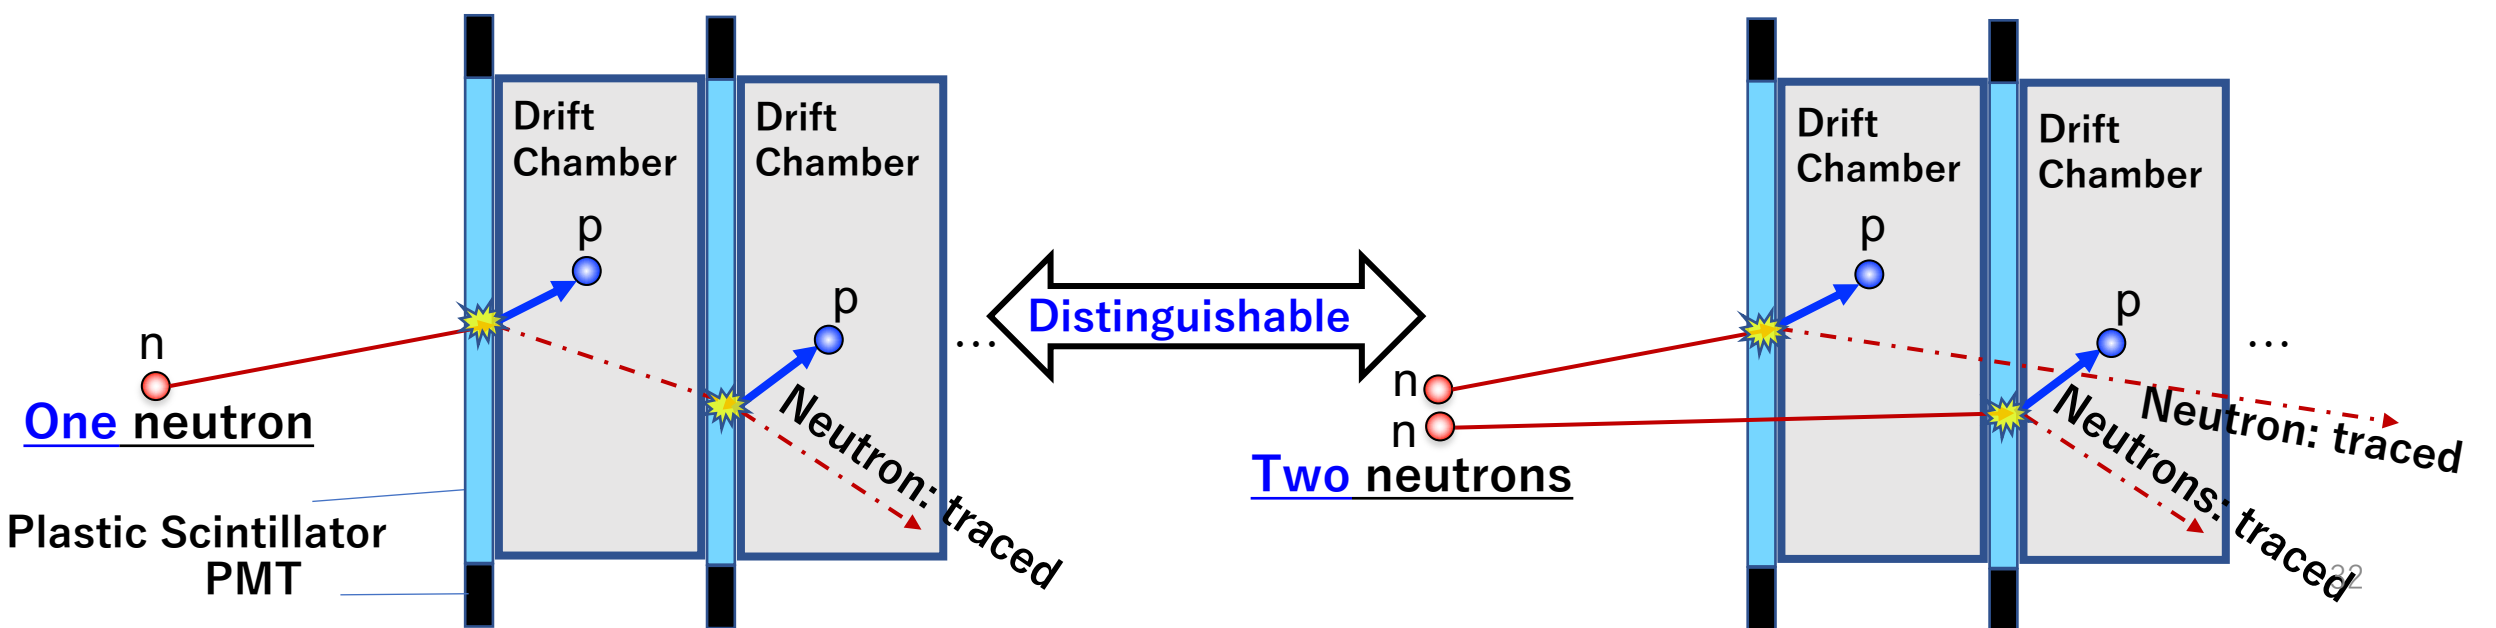 Drift
Chamber
p
Drift
Chamber
p
n
One neutron
Neutron: traced
Plastic Scintillator
PMT
...
Distinguishable
Drift
Chamber
p
Drift
Chamber
p
...
n
n
Two neutrons
Neutron: traced
Neutrons: traced
32